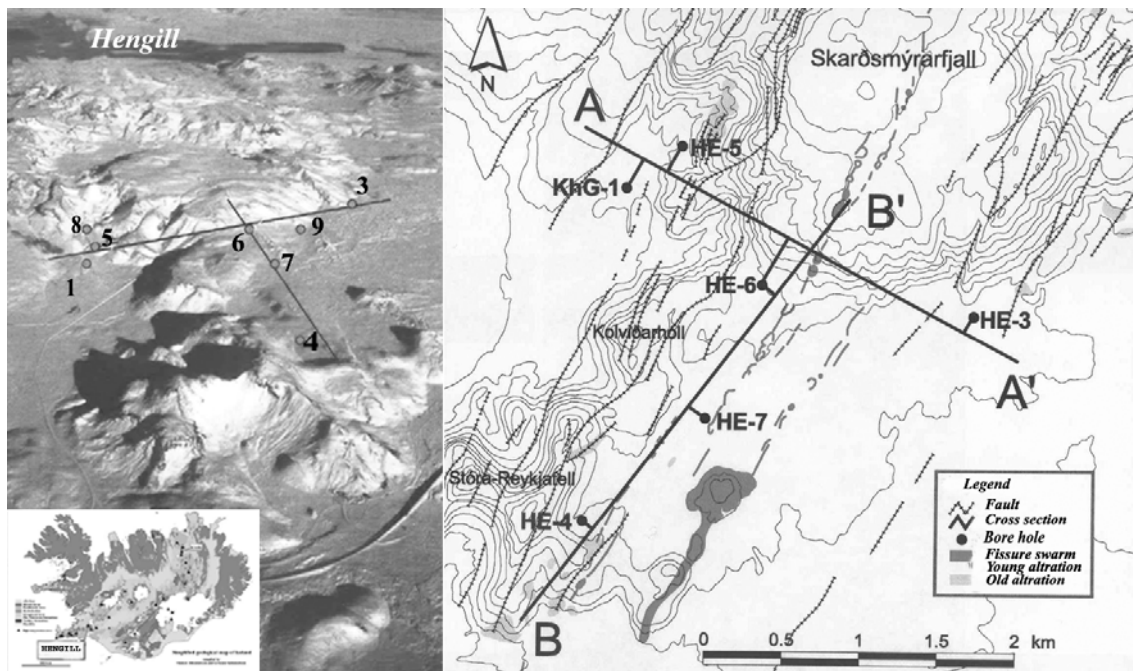 Hengill
3
8
5
6
9
1
7
4
HENGILL
N
Skarðsmýrarfjall
A
HE-5
KhG-1
B'
HE-6
HE-3
Kolviðarhóll
A'
HE-7
Stóra-Reykjafell
HE-4
B
Legend
Fault
Cross section
Bore hole
Fissure swarm
Young altration
Old altration
0 0.5 1 1.5 2 km